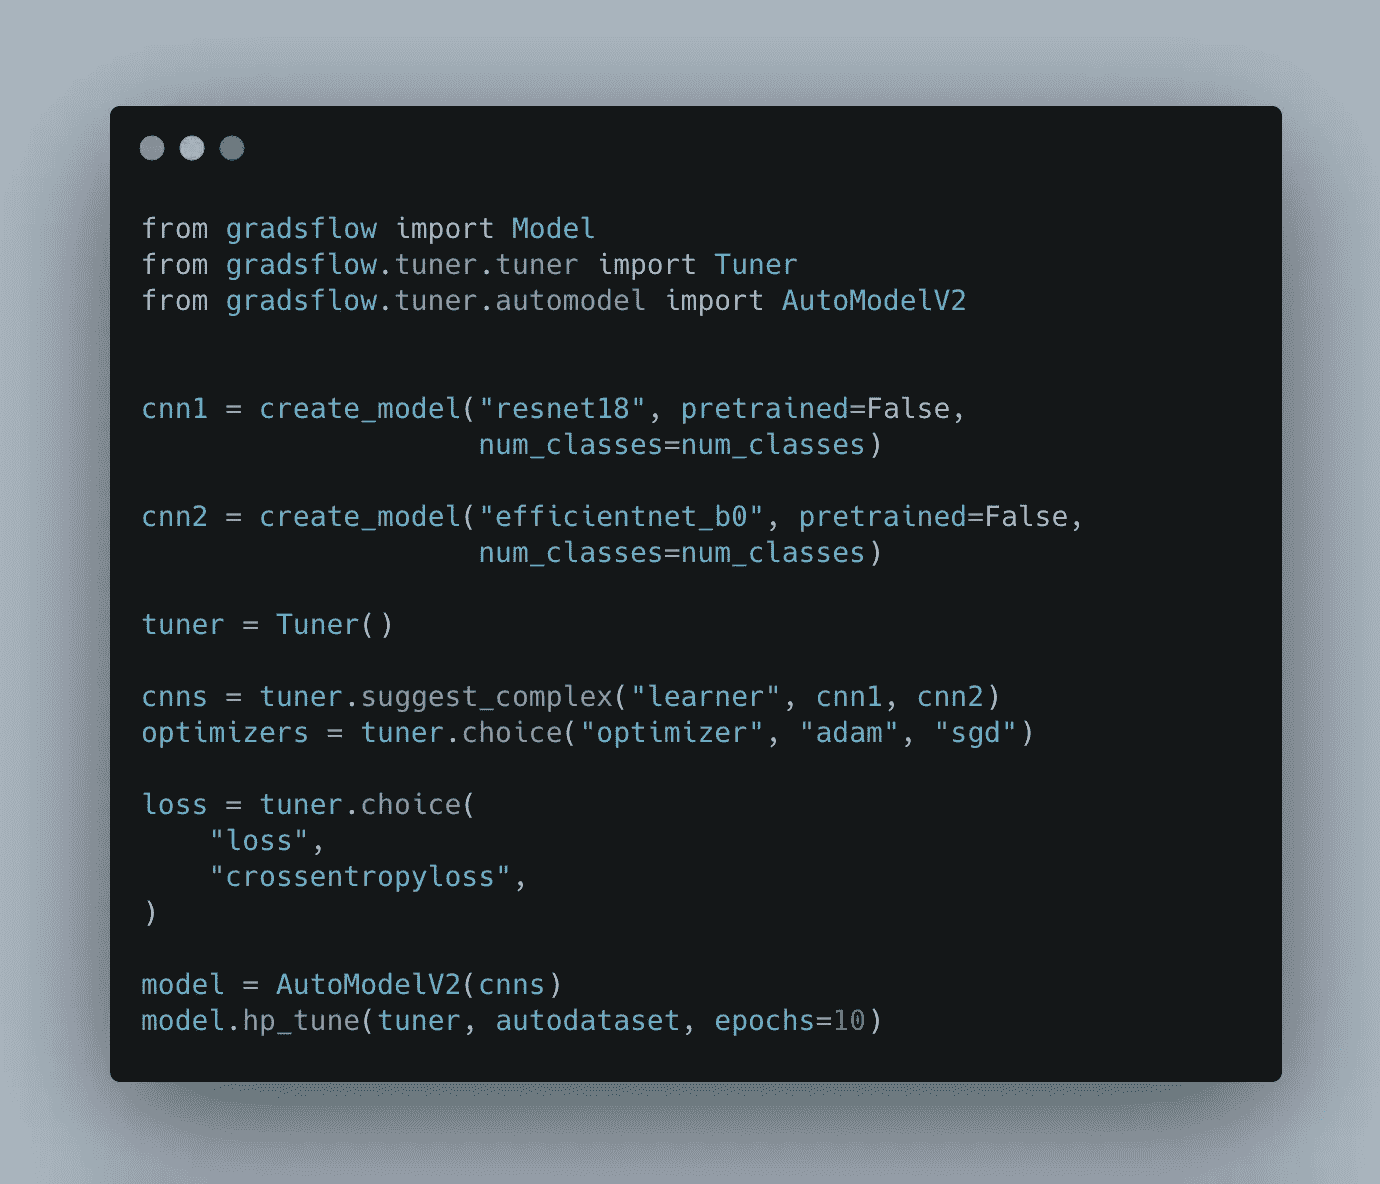 from gradsflow import Model
from gradsflow.tuner.tuner import Tuner
from gradsflow.tuner.automodel import AutoModelV2
cnn1 = create_model("resnet18", pretrained=False,
                    num_classes=num_classes)
cnn2 = create_model("efficientnet_b0", pretrained=False,
                    num_classes=num_classes)
tuner = Tuner()
cnns = tuner.suggest_complex("learner", cnn1, cnn2)
optimizers = tuner.choice("optimizer", "adam", "sgd")
loss = tuner.choice(
    "loss",
    "crossentropyloss",
)
model = AutoModelV2(cnns)
model.hp_tune(tuner, autodataset, epochs=10)